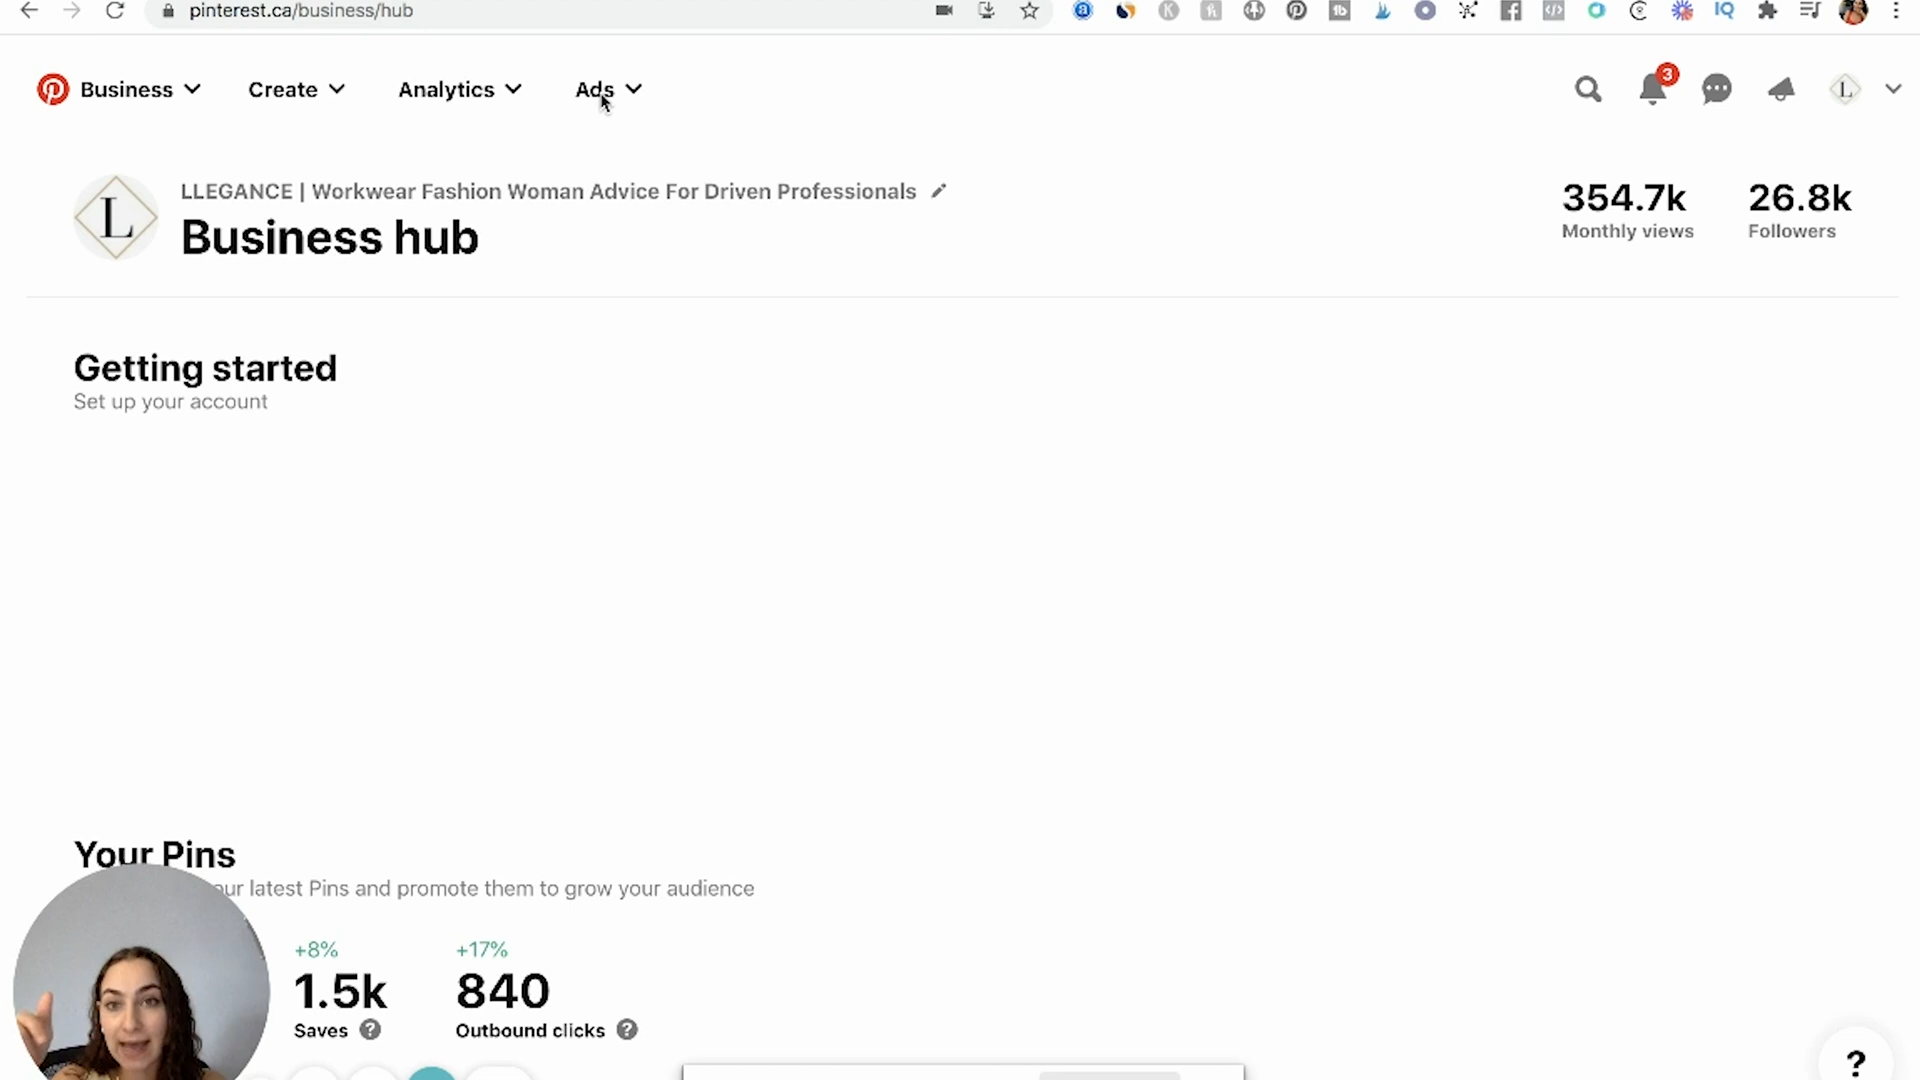 pinterest.ca/business/hub
Business Create Analytics Ads
3
L
LLEGANCE | Workwear Fashion Woman Advice For Driven Professionals
L
Business hub
354.7k 26.8k
Monthly views Followers
Getting started
Set up your account
Your Pins
our latest Pins and promote them to grow your audience
+8% +17%
1.5k 840
Saves ? Outbound clicks ?
?